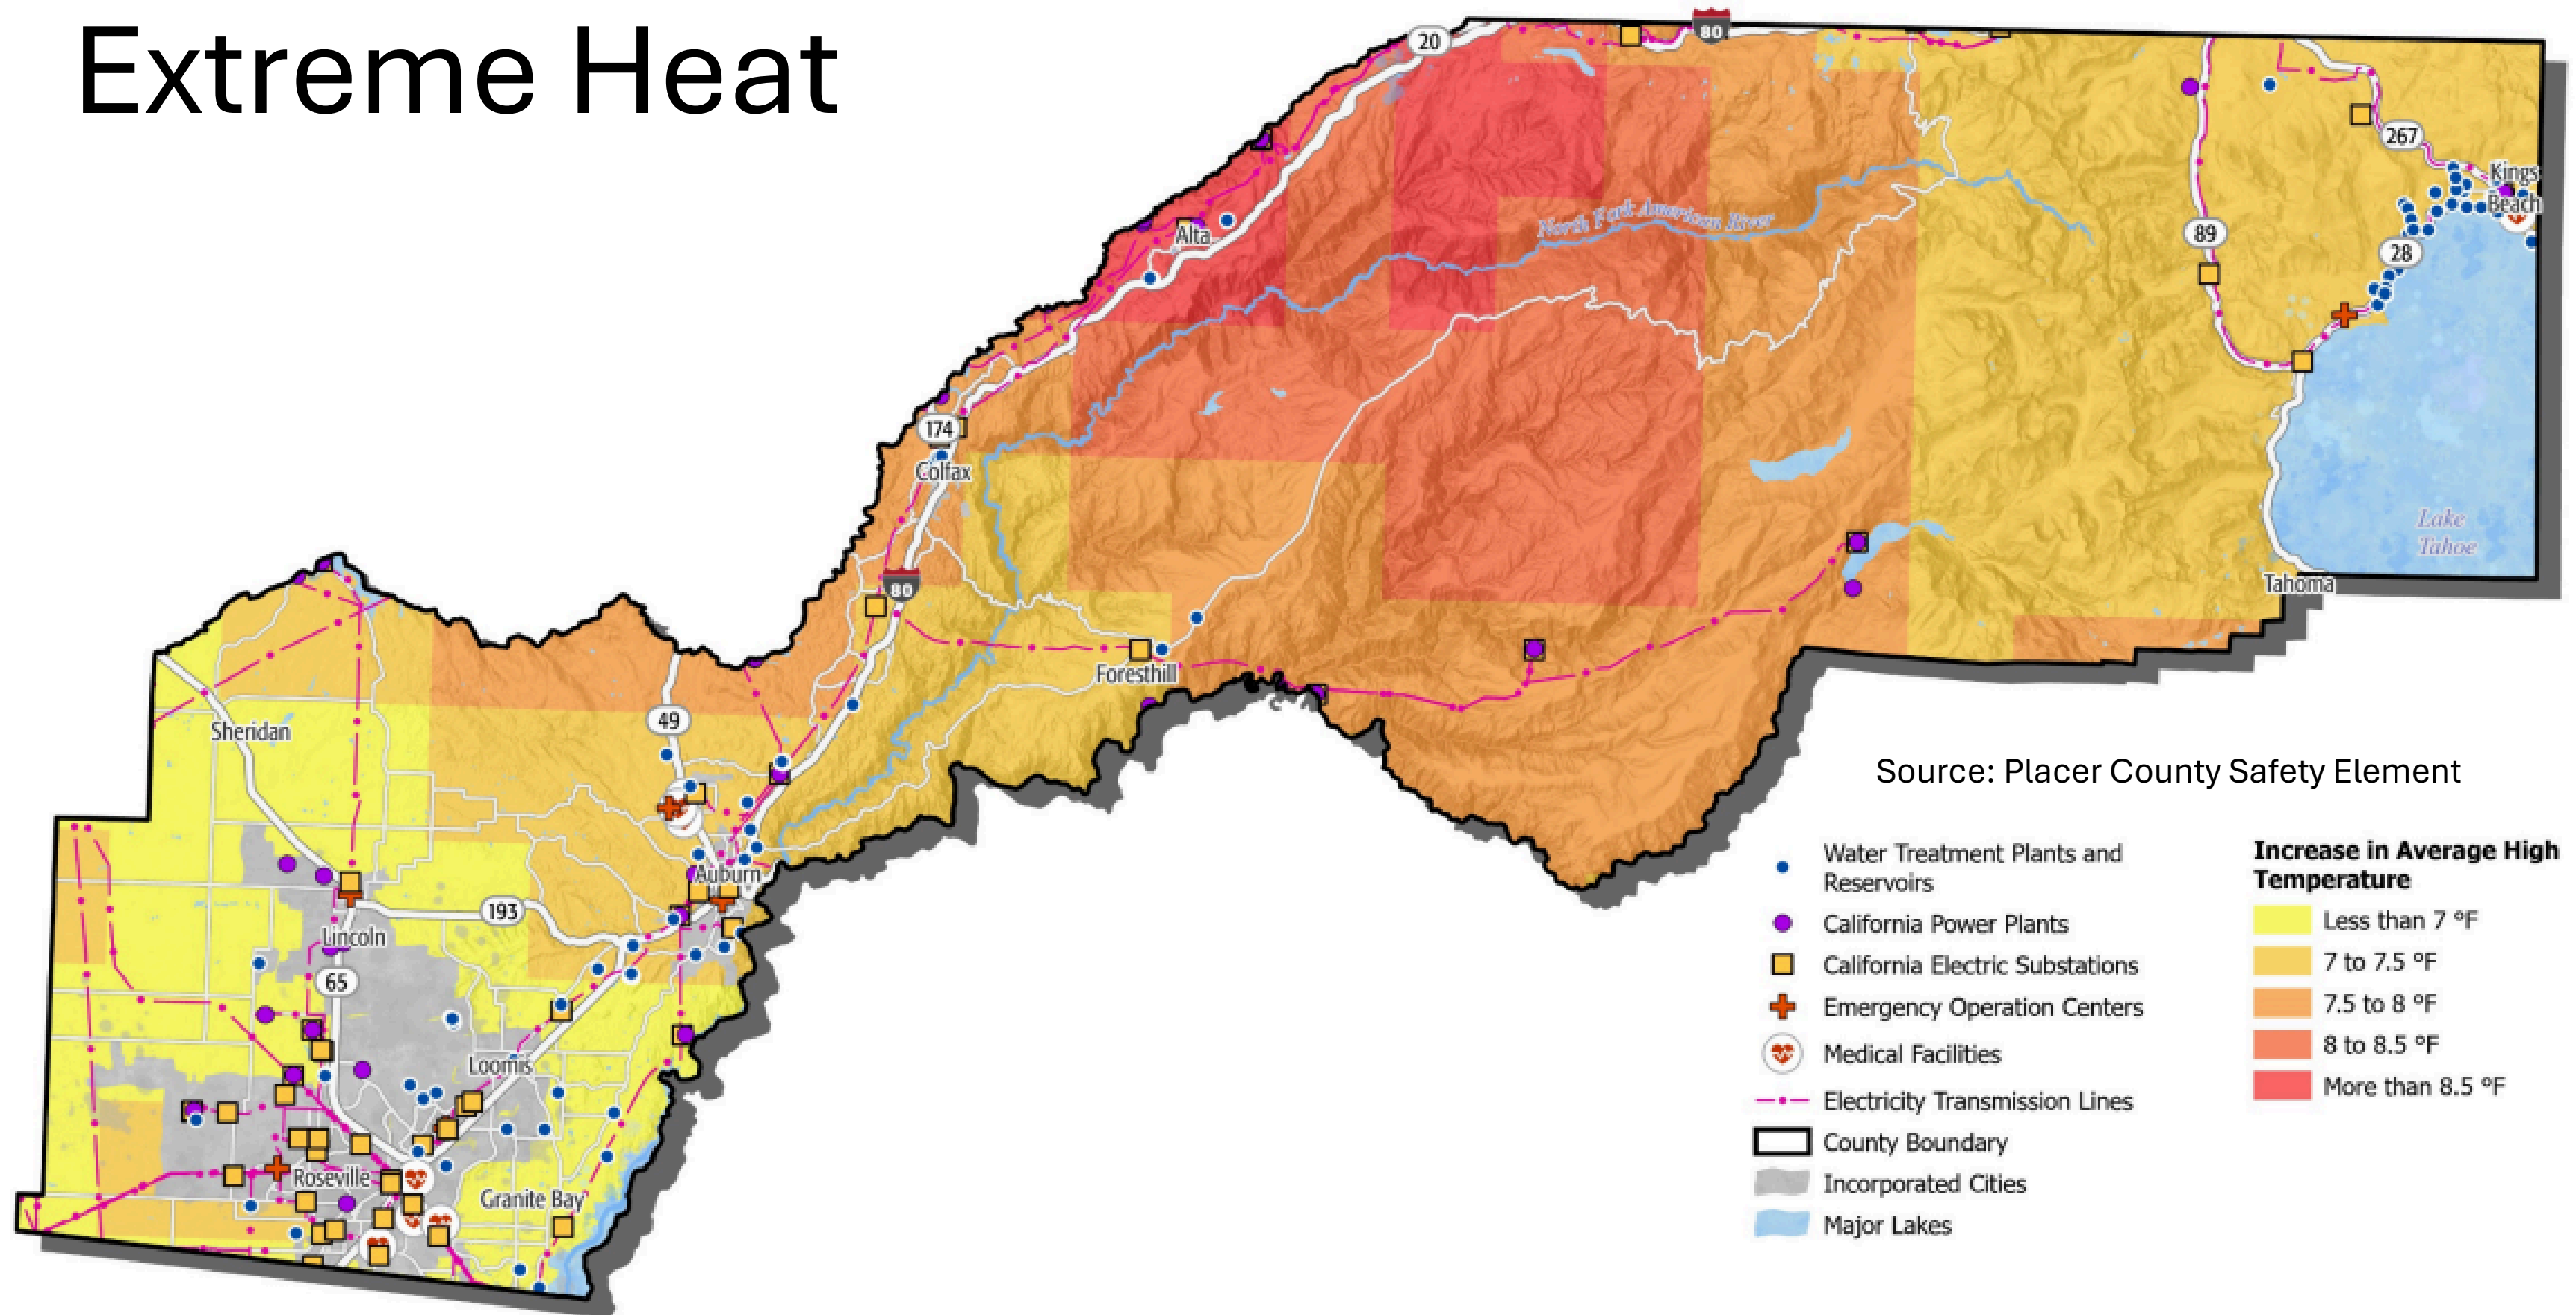 Extreme Heat
20
80
267
Kings
Beach
Alta
North Fork American River
89
28
174
Colfax
Lake
Tahoe
80
Tahoma
Foresthill
49
Sheridan
Auburn
193
Lincoln
65
Loomis
Roseville
Granite Bay
Source: Placer County Safety Element
Water Treatment Plants and
Reservoirs
California Power Plants
California Electric Substations
Emergency Operation Centers
Medical Facilities
Electricity Transmission Lines
County Boundary
Incorporated Cities
Major Lakes
Increase in Average High
Temperature
Less than 7 °F
7 to 7.5 °F
7.5 to 8 °F
8 to 8.5 °F
More than 8.5 °F